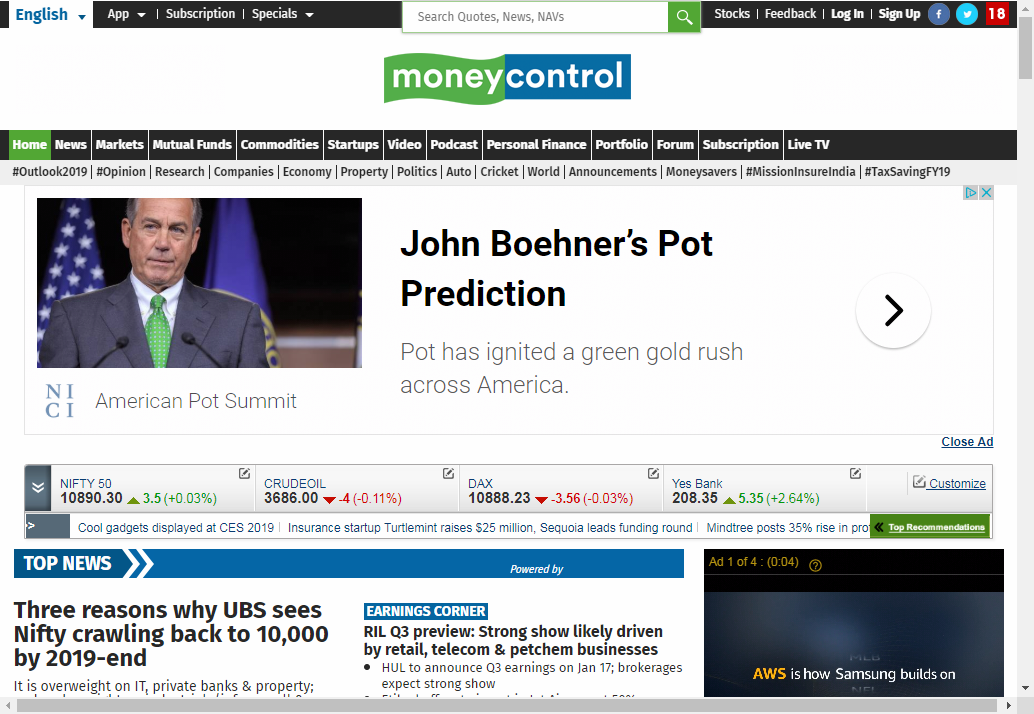 English
App | Subscription | Specials
Search Quotes, News, NAVs
Stocks | Feedback | Log In | Sign Up
18
moneycontrol
Home News Markets Mutual Funds Commodities Startups Video Podcast Personal Finance Portfolio Forum Subscription Live TV
#Outlook2019 | #Opinion | Research | Companies | Economy | Property | Politics | Auto | Cricket | World | Announcements | Moneysavers | #MissionInsureIndia | #TaxSavingFY19
John Boehner's Pot
Prediction
Pot has ignited a green gold rush
across America.
NI
CI
American Pot Summit
Close Ad
NIFTY 50
10890.30 3.5 (+0.03%)
CRUDEOIL
3686.00 -4 (-0.11%)
DAX
10888.23 -3.56 (-0.03%)
Yes Bank
208.35 5.35 (+2.64%)
Customize
Cool gadgets displayed at CES 2019 | Insurance startup Turtlemint raises $25 million, Sequoia leads funding round | Mindtree posts 35% rise in pro
Top Recommendations
TOP NEWS
Powered by
Three reasons why UBS sees
Nifty crawling back to 10,000
by 2019-end
It is overweight on IT, private banks & property;
EARNINGS CORNER
RIL Q3 preview: Strong show likely driven
by retail, telecom & petchem businesses
HUL to announce Q3 earnings on Jan 17; brokerages
expect strong show
Ad 1 of 4 : (0:04)
MLB
AWS is how Samsung builds on
NFL